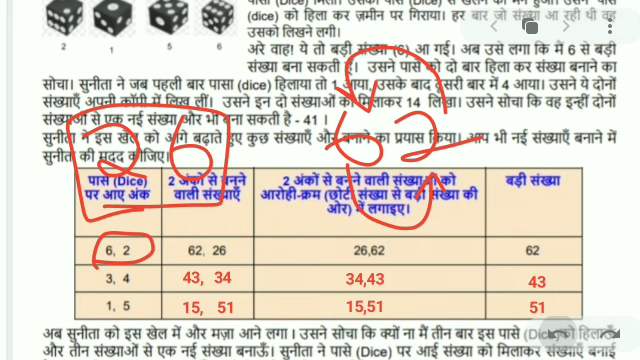 2
1
5
6
(dice) को हिला कर ज़मीन पर गिराया। हर बार जो संख्या आ रही थी वह
उसको लिखने लगी।
अरे वाह! ये तो बड़ी संख्या (6) आ गई। अब उसे लगा कि मैं 6 से बड़ी
संख्या बना सकती हूँ। उसने पासे को दो बार हिला कर संख्या बनाने का
सोचा। सुनीता ने जब पहली बार पासा (dice) हिलाया तो 1 आया, उसके बाद दूसरी बार में 4 आया। उसने ये दोनों
संख्याएँ अपनी कॉपी में लिख लीं। उसने इन दो संख्याओं को मिलाकर 14 लिखा। उसने सोचा कि वह इन्हीं दोनों
संख्याओं से एक नई संख्या और भी बना सकती है - 41 ।
सुनीता ने इस खेल को आगे बढ़ाते हुए कुछ संख्याएँ और बनाने का प्रयास किया। आप भी नई संख्याएँ बनाने में
सुनीता की मदद कीजिए।
26
62
पासे (Dice) पर आए अंक
2 अंकों से बनने वाली संख्याएँ
2 अंकों से बनने वाली संख्याओं को आरोही-क्रम (छोटी संख्या से बड़ी संख्या की ओर) में लगाइए।
बड़ी संख्या
6, 2 62, 26 26,62 62
3, 4 43, 34 34,43 43
1, 5 15, 51 15,51 51
अब सुनीता को इस खेल में और मज़ा आने लगा । उसने सोचा कि क्यों ना मैं तीन बार इस पासे (Dice) को हिलाऊँ
और तीन संख्याओं से एक नई संख्या बनाऊँ। सुनीता ने पासे (Dice) पर आई संख्या को मिलाकर संख्याएँ बनाई